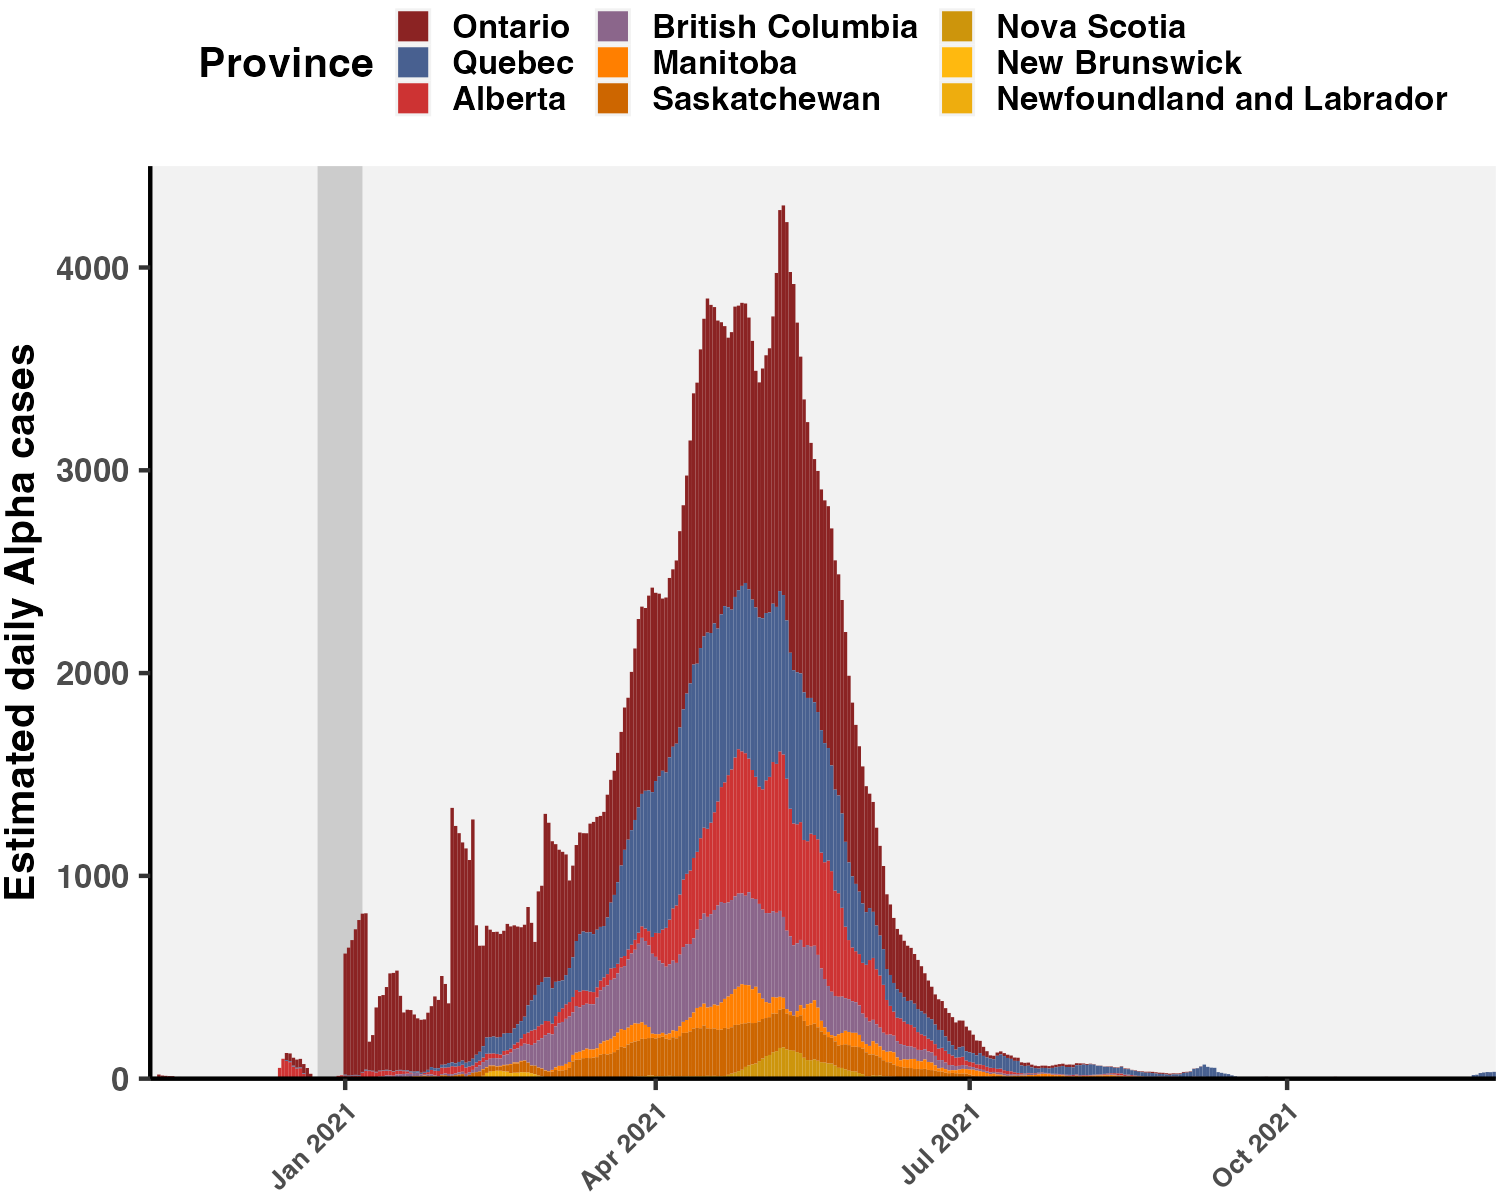 Province
Ontario
Quebec
Alberta
British Columbia
Manitoba
Saskatchewan
Nova Scotia
New Brunswick
Newfoundland and Labrador
Estimated daily Alpha cases
4000
3000
2000
1000
0
Jan 2021
Apr 2021
Jul 2021
Oct 2021